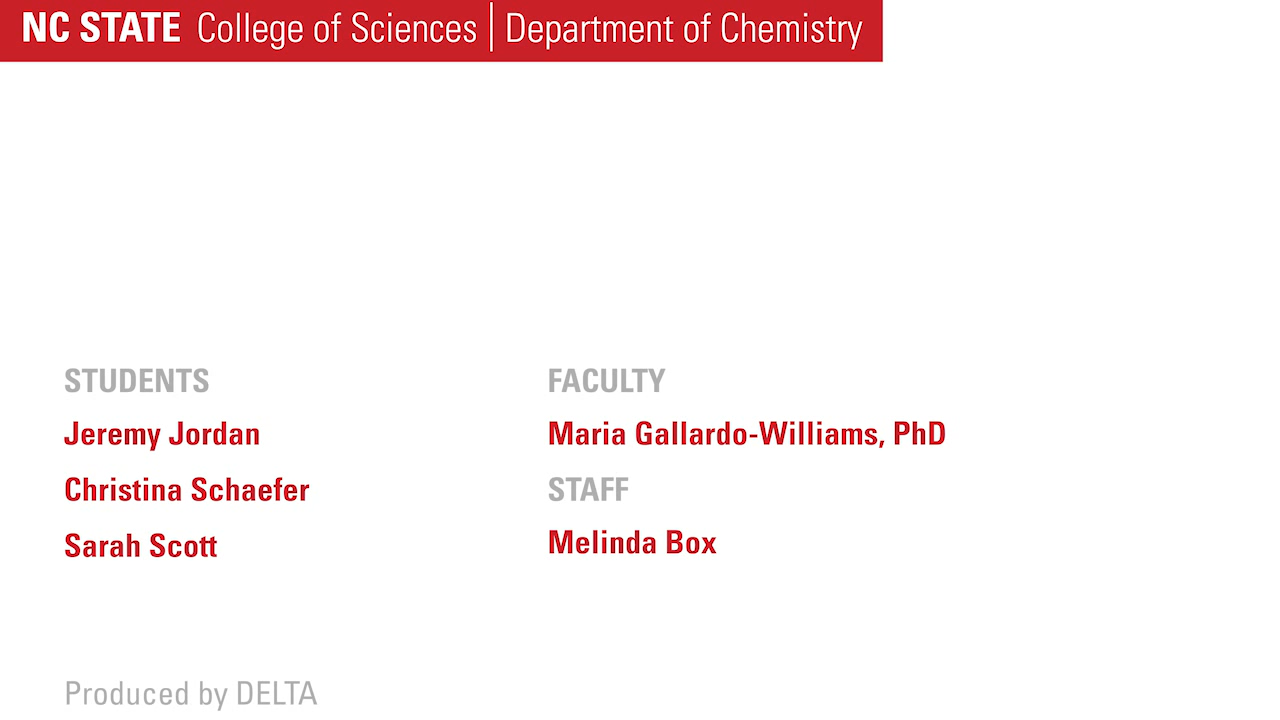 NC STATE College of Sciences | Department of Chemistry
STUDENTS
Jeremy Jordan
Christina Schaefer
Sarah Scott
FACULTY
Maria Gallardo-Williams, PhD
STAFF
Melinda Box
Produced by DELTA